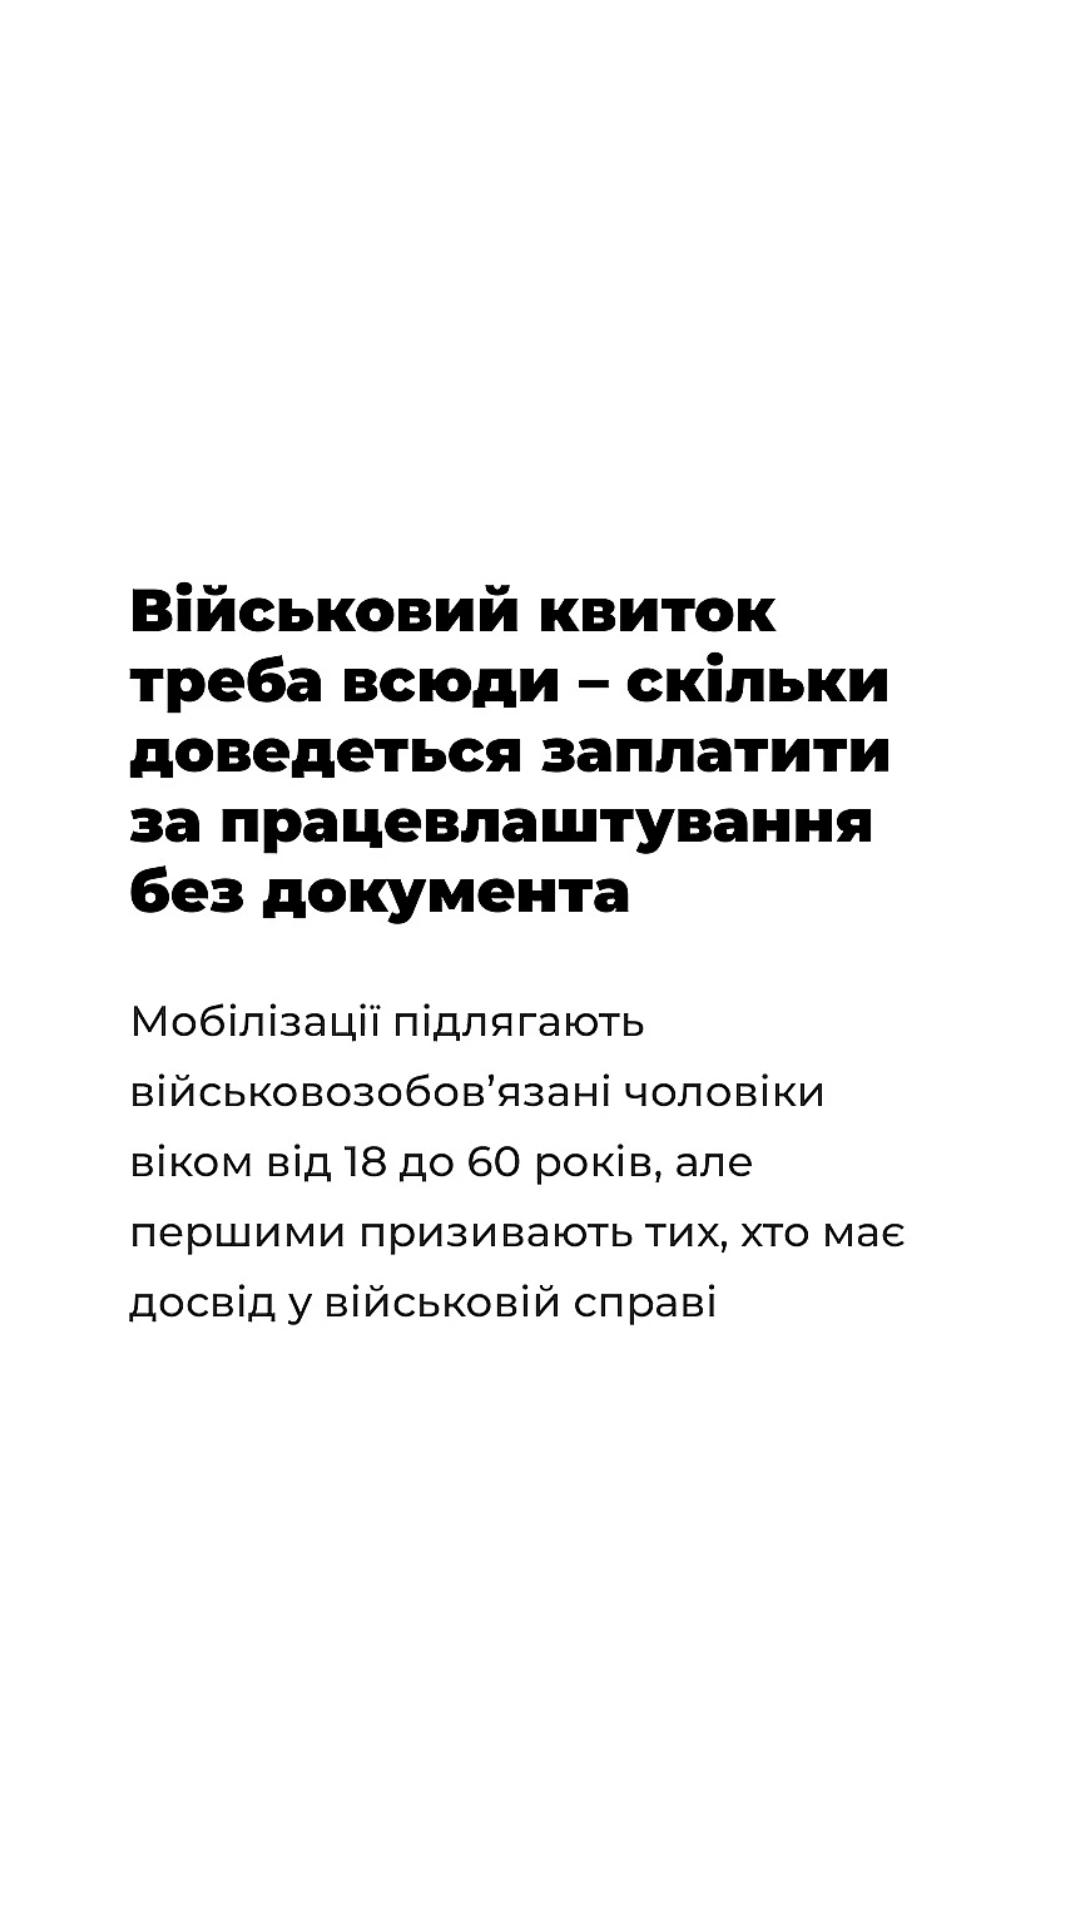 Військовий квиток
треба всюди – скільки
доведеться заплатити
за працевлаштування
без документа
Мобілізації підлягають
військовозобов’язані чоловіки
віком від 18 до 60 років, але
першими призивають тих, хто має
досвід у військовій справі